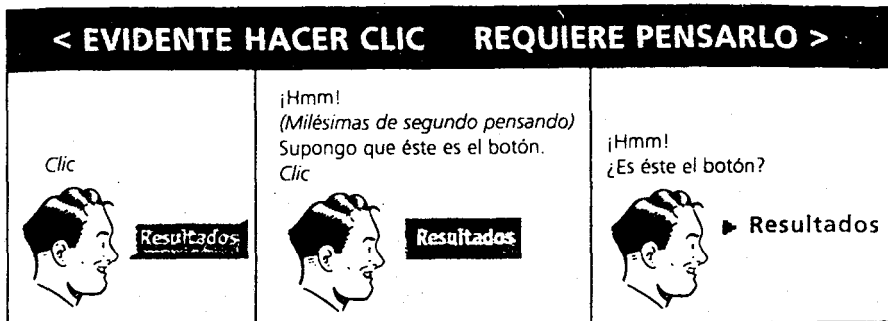 < EVIDENTE HACER CLIC REQUIERE PENSARLO >
Clic
Resultados
¡Hmm!
(Milésimas de segundo pensando)
Supongo que éste es el botón.
Clic
Resultados
¡Hmm!
¿Es éste el botón?
Resultados